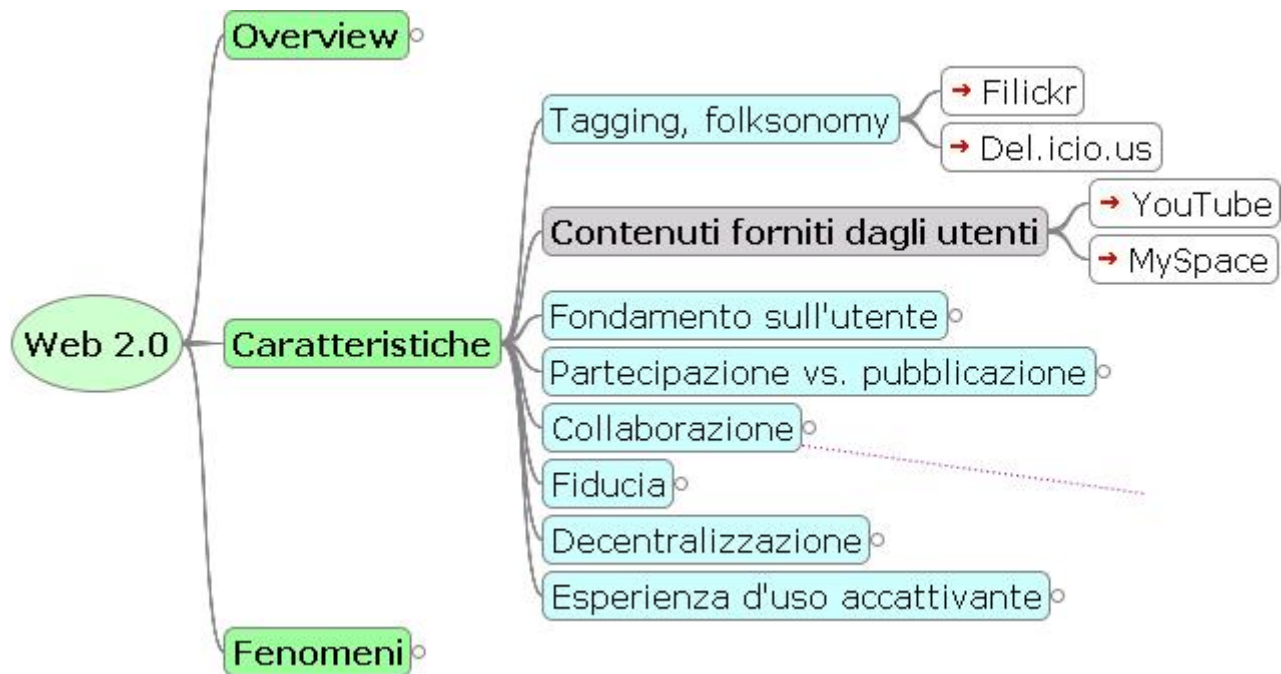 Overview
Tagging, folksonomy
Filickr
Del.icio.us
Contenuti forniti dagli utenti
YouTube
MySpace
Web 2.0
Caratteristiche
Fondamento sull'utente
Partecipazione vs. pubblicazione
Collaborazione
Fiducia
Decentralizzazione
Esperienza d'uso accattivante
Fenomeni